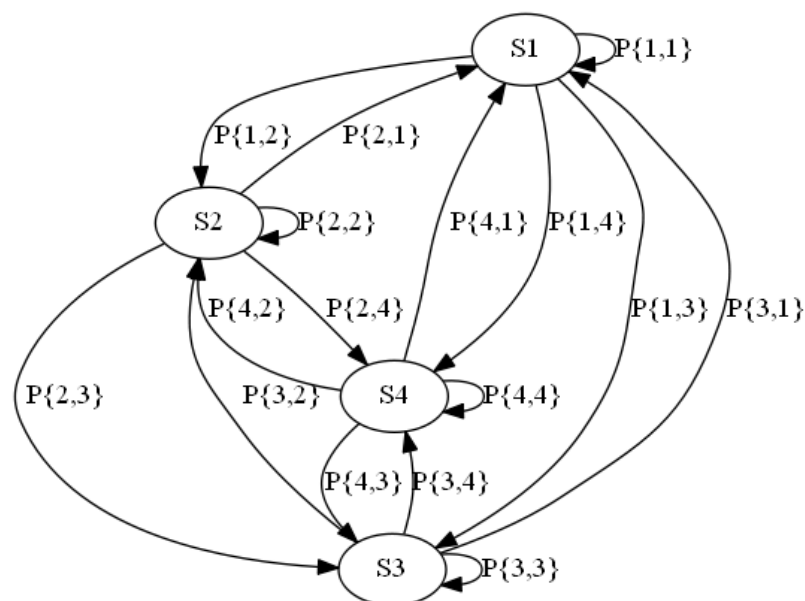 S1
P{1,1}
P{1,2}
P{2,1}
S2
P{2,2}
P{4,1}
P{1,4}
P{4,2}
P{2,4}
P{1,3}
P{3,1}
P{2,3}
P{3,2}
S4
P{4,4}
P{4,3}
P{3,4}
S3
P{3,3}